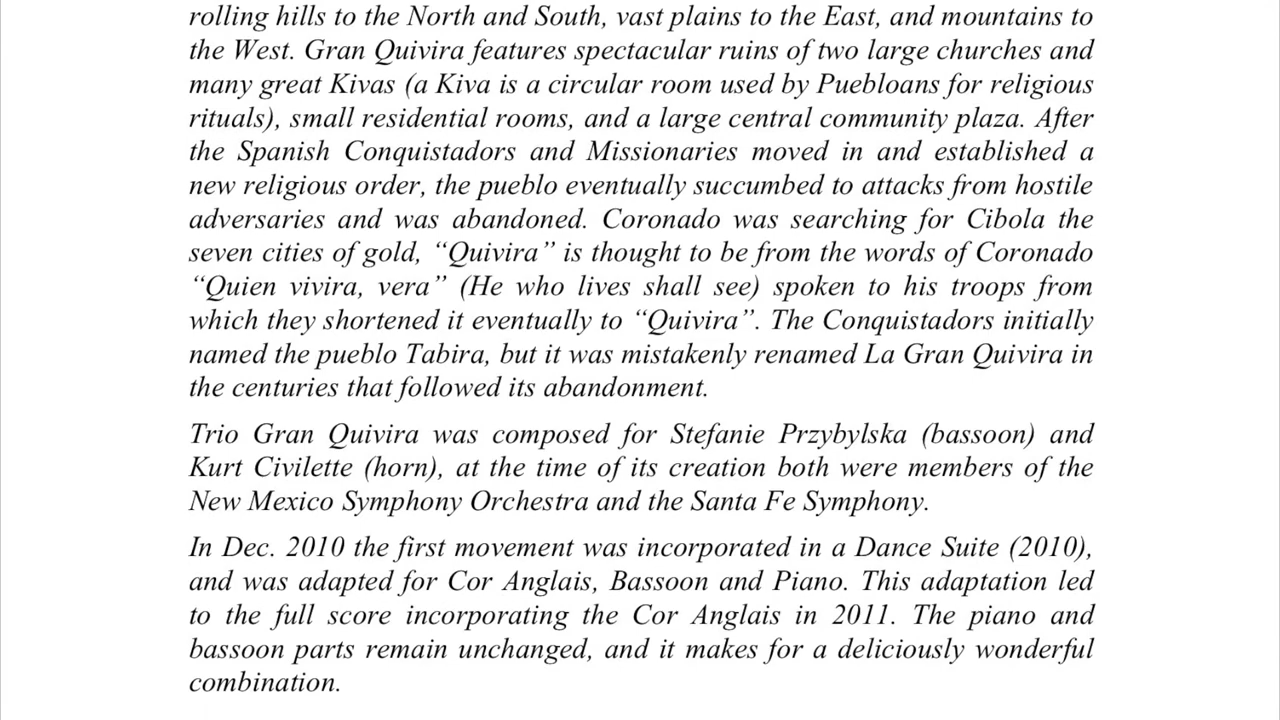 rolling hills to the North and South, vast plains to the East, and mountains to
the West. Gran Quivira features spectacular ruins of two large churches and
many great Kivas (a Kiva is a circular room used by Puebloans for religious
rituals), small residential rooms, and a large central community plaza. After
the Spanish Conquistadors and Missionaries moved in and established a
new religious order, the pueblo eventually succumbed to attacks from hostile
adversaries and was abandoned. Coronado was searching for Cibola the
seven cities of gold, “Quivira” is thought to be from the words of Coronado
“Quien vivira, vera” (He who lives shall see) spoken to his troops from
which they shortened it eventually to “Quivira”. The Conquistadors initially
named the pueblo Tabira, but it was mistakenly renamed La Gran Quivira in
the centuries that followed its abandonment.
Trio Gran Quivira was composed for Stefanie Przybylska (bassoon) and
Kurt Civilette (horn), at the time of its creation both were members of the
New Mexico Symphony Orchestra and the Santa Fe Symphony.
In Dec. 2010 the first movement was incorporated in a Dance Suite (2010),
and was adapted for Cor Anglais, Bassoon and Piano. This adaptation led
to the full score incorporating the Cor Anglais in 2011. The piano and
bassoon parts remain unchanged, and it makes for a deliciously wonderful
combination.